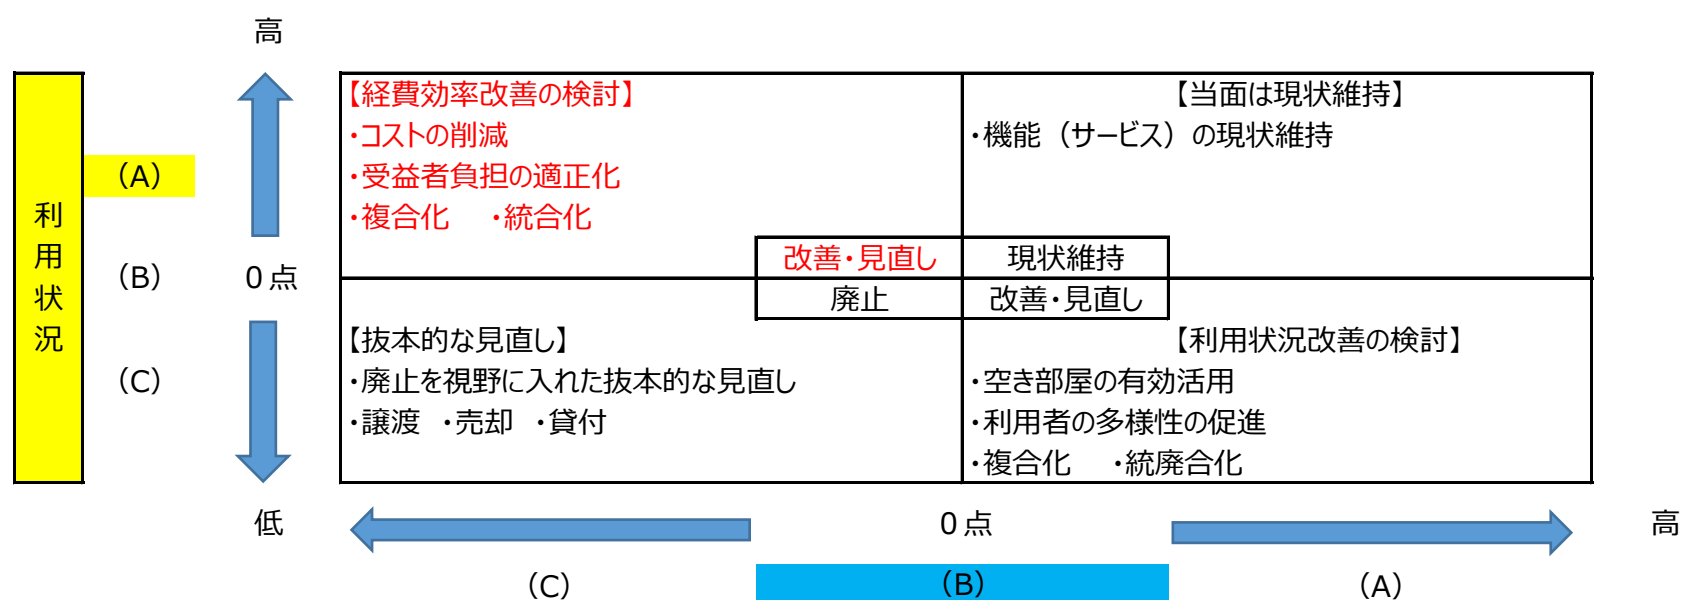 高
利用状況
（A）
（B）
（C）
0点
低
【経費効率改善の検討】
・コストの削減
・受益者負担の適正化
・複合化　・統合化
【当面は現状維持】
・機能（サービス）の現状維持
改善・見直し
現状維持
廃止
改善・見直し
【抜本的な見直し】
・廃止を視野に入れた抜本的な見直し
・譲渡　・売却　・貸付
【利用状況改善の検討】
・空き部屋の有効活用
・利用者の多様性の促進
・複合化　・統廃合化
0点
高
（C）
（B）
（A）